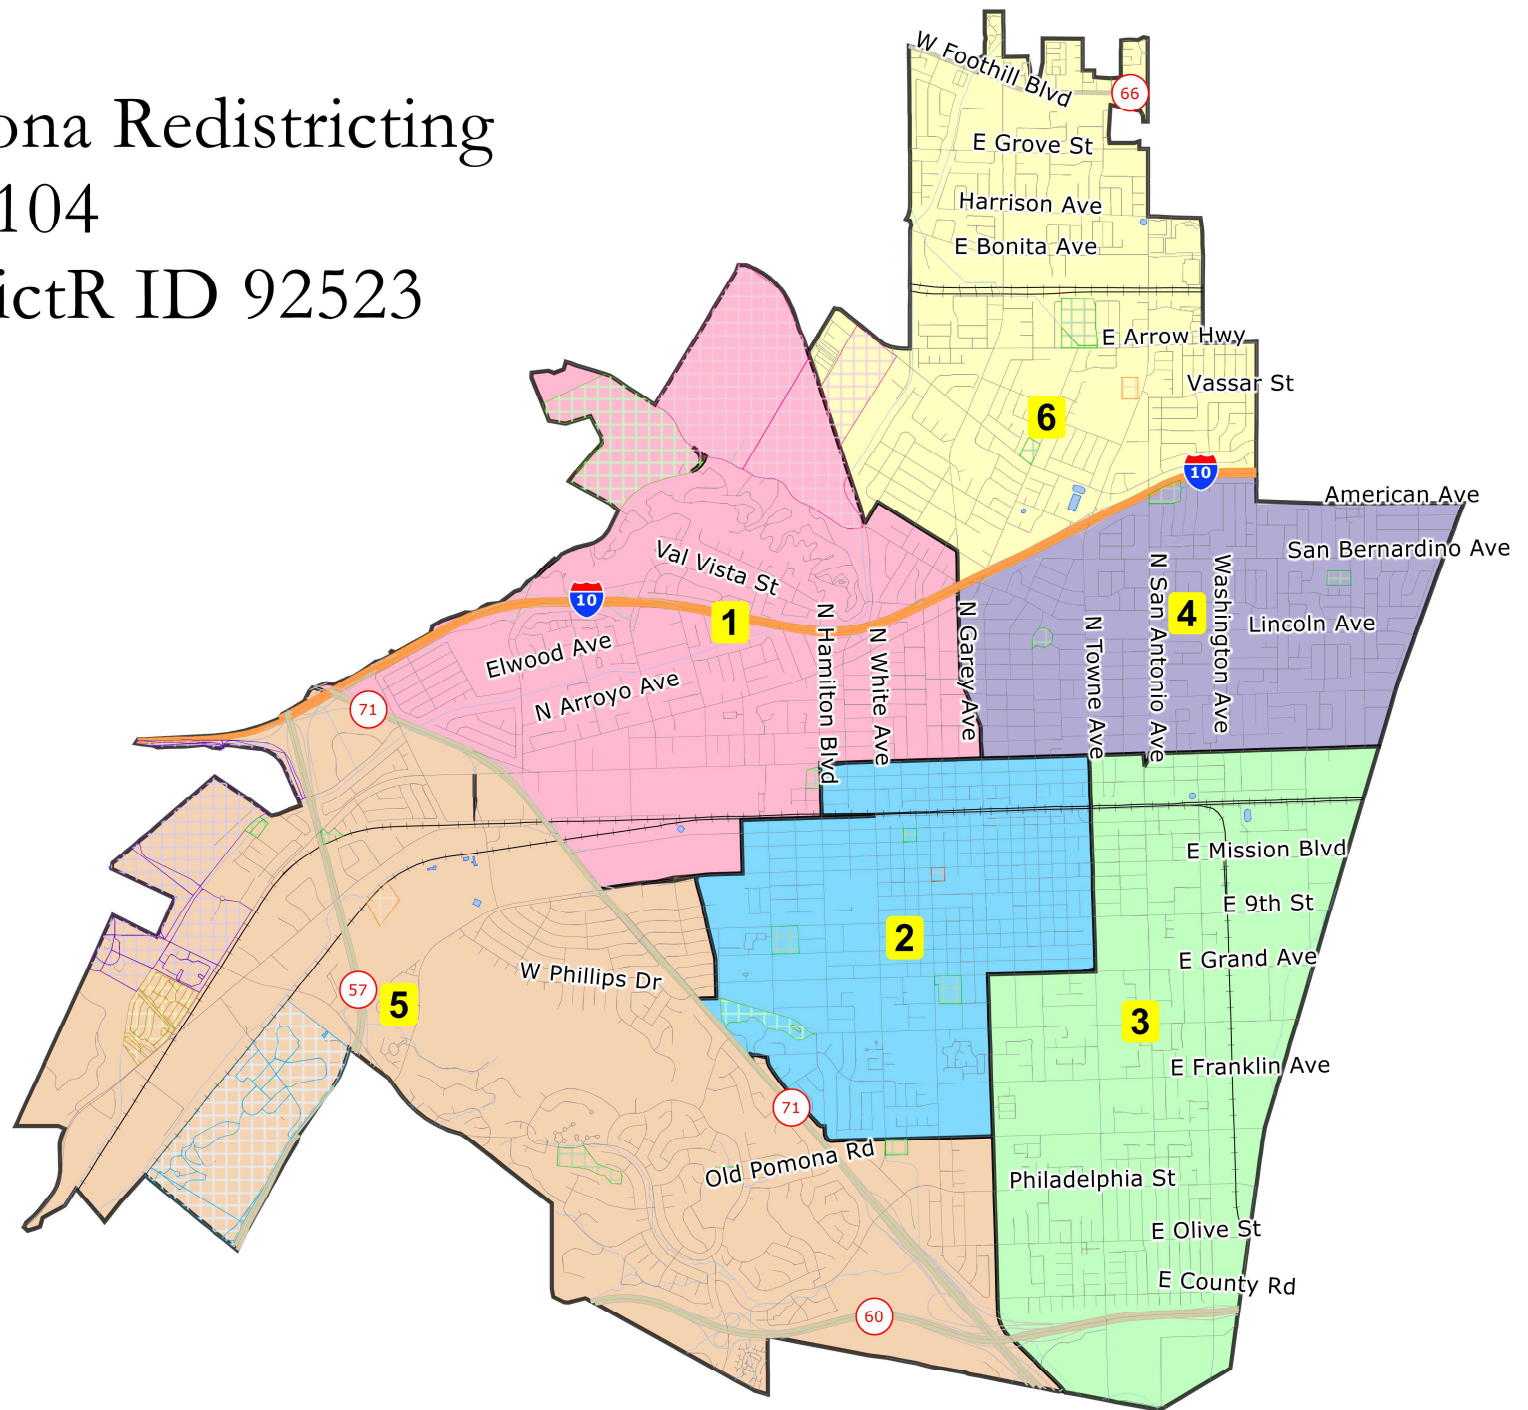 ona Redistricting
104
ictR ID 92523
W Foothill Blvd
66
E Grove St
Harrison Ave
E Bonita Ave
E Arrow Hwy
Vassar St
6
10
American Ave
San Bernardino Ave
Val Vista St
10
1
N Hamilton Blvd
N White Ave
N Garey Ave
N Towne Ave
N San Antonio Ave
4
Washington Ave
Lincoln Ave
Elwood Ave
N Arroyo Ave
71
E Mission Blvd
E 9th St
2
E Grand Ave
W Phillips Dr
57
5
3
E Franklin Ave
71
Old Pomona Rd
Philadelphia St
E Olive St
E County Rd
60